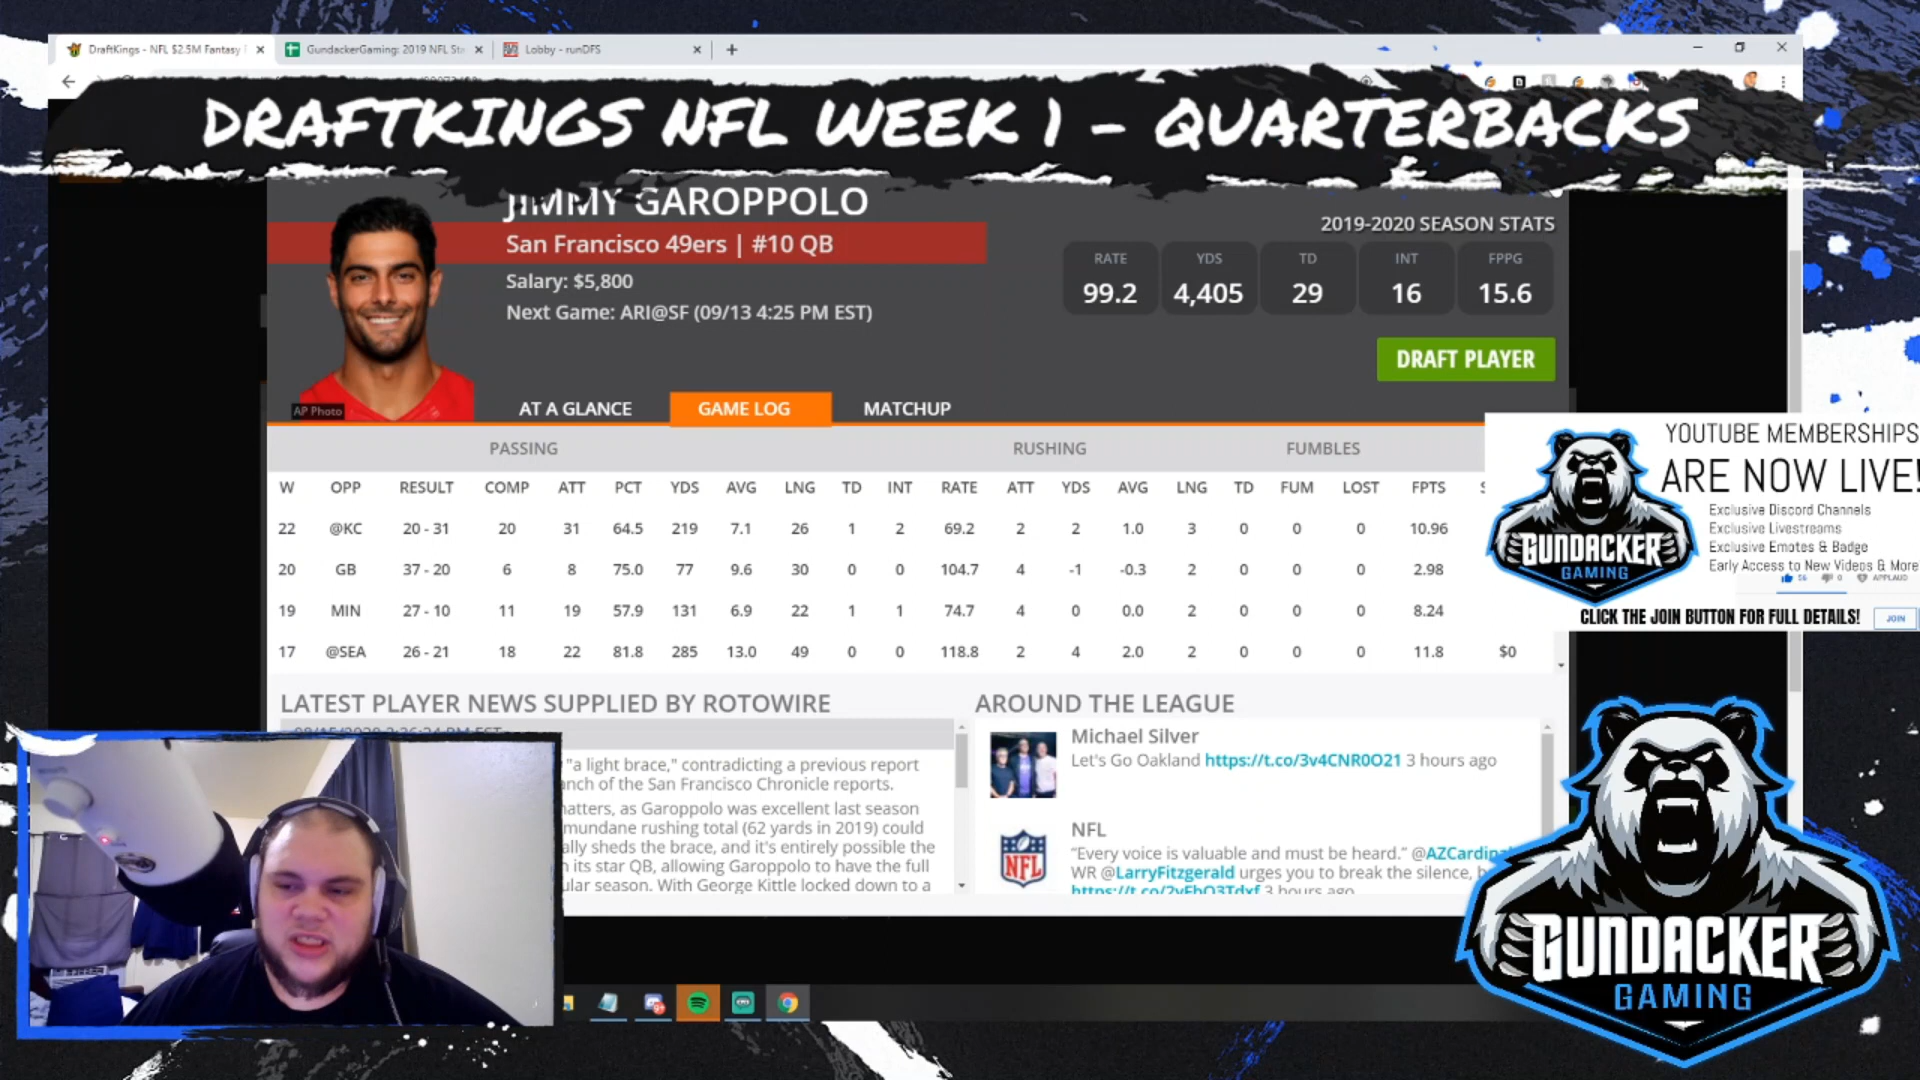 DraftKings - NFL $2.5M Fantasy
GundackerGaming: 2019 NFL Sta
Lobby - runDFS
DRAFTKINGS NFL WEEK 1 - QUARTERBACKS
JIMMY GAROPPOLO
San Francisco 49ers | #10 QB
Salary: $5,800
Next Game: ARI@SF (09/13 4:25 PM EST)
2019-2020 SEASON STATS
RATE YDS TD INT FPPG
99.2 4,405 29 16 15.6
DRAFT PLAYER
AP Photo
AT A GLANCE GAME LOG MATCHUP
PASSING RUSHING FUMBLES
W OPP RESULT COMP ATT PCT YDS AVG LNG TD INT RATE ATT YDS AVG LNG TD FUM LOST FPTS S
22 @KC 20 - 31 20 31 64.5 219 7.1 26 1 2 69.2 2 2 1.0 3 0 0 0 10.96
20 GB 37 - 20 6 8 75.0 77 9.6 30 0 0 104.7 4 -1 -0.3 2 0 0 0 2.98
19 MIN 27 - 10 11 19 57.9 131 6.9 22 1 1 74.7 4 0 0.0 2 0 0 0 8.24
17 @SEA 26 - 21 18 22 81.8 285 13.0 49 0 0 118.8 2 4 2.0 2 0 0 0 11.8 $0
YOUTUBE MEMBERSHIPS
ARE NOW LIVE!
Exclusive Discord Channels
Exclusive Livestreams
Exclusive Emotes & Badge
Early Access to New Videos & More
56 0 APPLAUD
GUNDACKER
GAMING
CLICK THE JOIN BUTTON FOR FULL DETAILS!
JOIN
LATEST PLAYER NEWS SUPPLIED BY ROTOWIRE
"a light brace," contradicting a previous report
nch of the San Francisco Chronicle reports.
atters, as Garoppolo was excellent last season
mundane rushing total (62 yards in 2019) could
ally sheds the brace, and it's entirely possible the
n its star QB, allowing Garoppolo to have the full
ular season. With George Kittle locked down to a
AROUND THE LEAGUE
Michael Silver
Let's Go Oakland https://t.co/3v4CNR0O21 3 hours ago
NFL
NFL
“Every voice is valuable and must be heard.” @AZCardinal
WR @LarryFitzgerald urges you to break the silence, b
https://t.co/2yFbO3Tdxf 3 hours ago
GUNDACKER
GAMING